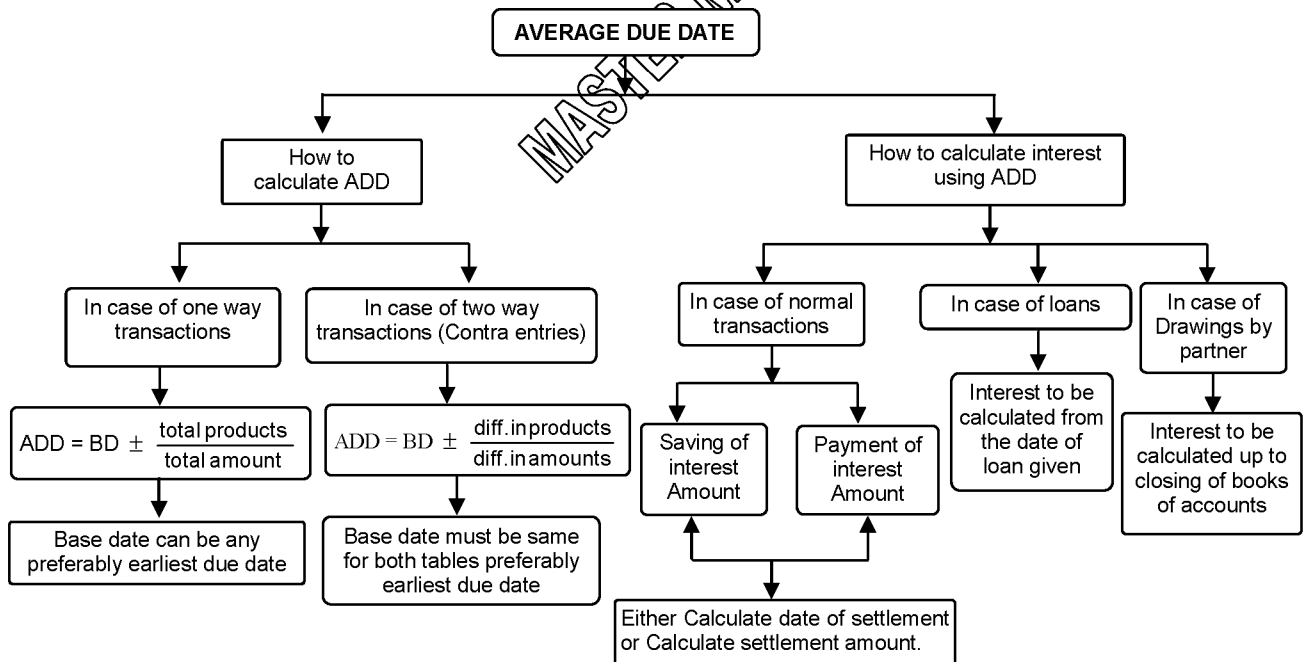 AVERAGE DUE DATE
MASTER
How to
calculate ADD
How to calculate interest
using ADD
In case of one way
transactions
In case of two way
transactions (Contra entries)
In case of normal
transactions
In case of loans
In case of
Drawings by
partner
ADD = BD ± total products / total amount
ADD = BD ± diff.in products / diff.in amounts
Saving of
interest
Amount
Payment of
interest
Amount
Interest to be
calculated from
the date of
loan given
Interest to be
calculated up to
closing of books
of accounts
Base date can be any
preferably earliest due date
Base date must be same
for both tables preferably
earliest due date
Either Calculate date of settlement
or Calculate settlement amount.